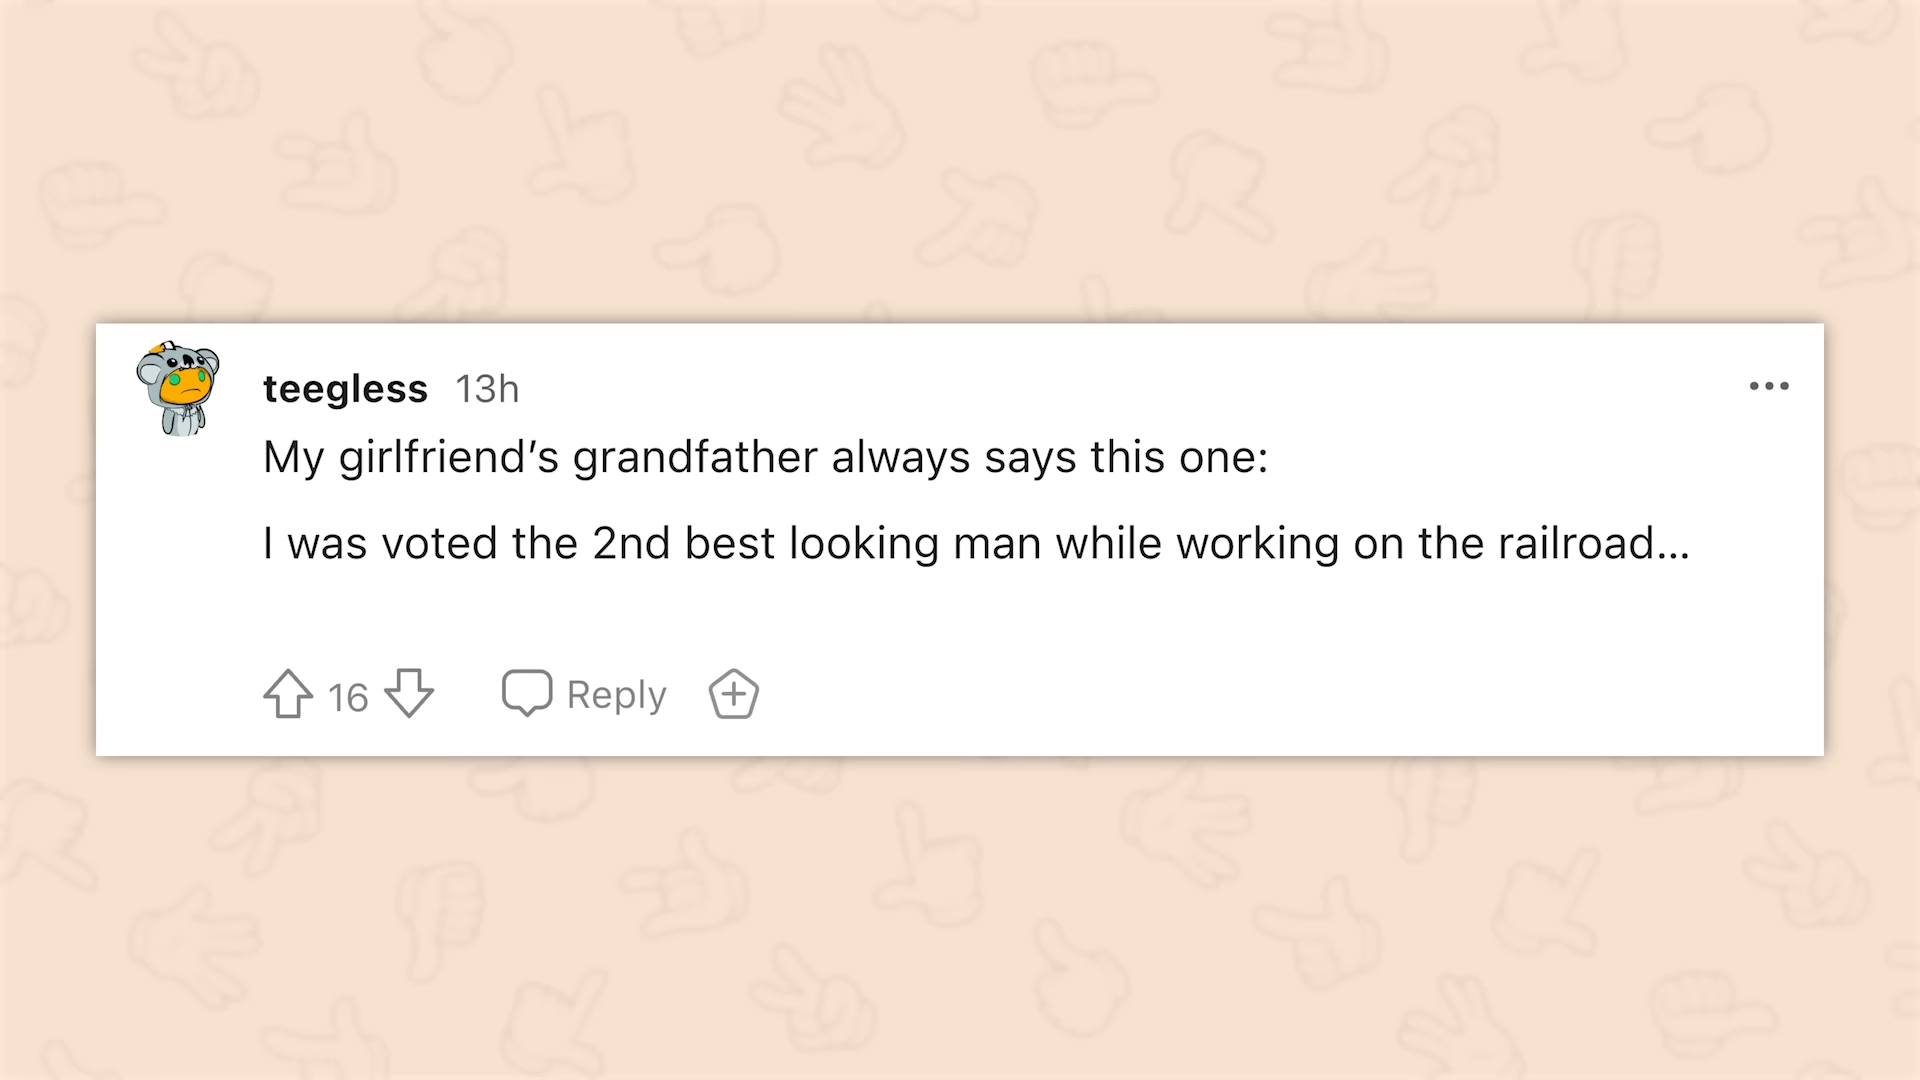 teegless 13h
My girlfriend’s grandfather always says this one:
I was voted the 2nd best looking man while working on the railroad...
16 Reply